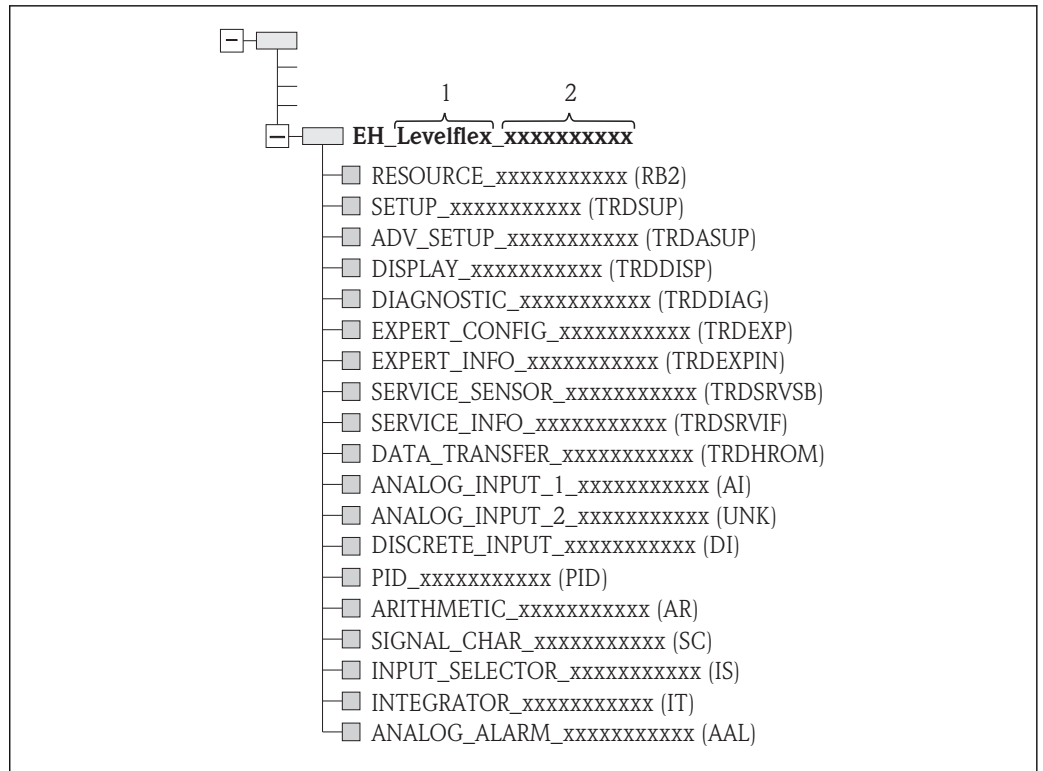 1 2
EH_Levelflex_xxxxxxxxxx
RESOURCE_xxxxxxxxxxx (RB2)
SETUP_xxxxxxxxxxx (TRDSUP)
ADV_SETUP_xxxxxxxxxxx (TRDASUP)
DISPLAY_xxxxxxxxxxx (TRDDISP)
DIAGNOSTIC_xxxxxxxxxxx (TRDDIAG)
EXPERT_CONFIG_xxxxxxxxxxx (TRDEXP)
EXPERT_INFO_xxxxxxxxxxx (TRDEXPIN)
SERVICE_SENSOR_xxxxxxxxxxx (TRDSRVSB)
SERVICE_INFO_xxxxxxxxxxx (TRDSRVIF)
DATA_TRANSFER_xxxxxxxxxxx (TRDHROM)
ANALOG_INPUT_1_xxxxxxxxxxx (AI)
ANALOG_INPUT_2_xxxxxxxxxxx (UNK)
DISCRETE_INPUT_xxxxxxxxxxx (DI)
PID_xxxxxxxxxxx (PID)
ARITHMETIC_xxxxxxxxxxx (AR)
SIGNAL_CHAR_xxxxxxxxxxx (SC)
INPUT_SELECTOR_xxxxxxxxxxx (IS)
INTEGRATOR_xxxxxxxxxxx (IT)
ANALOG_ALARM_xxxxxxxxxxx (AAL)